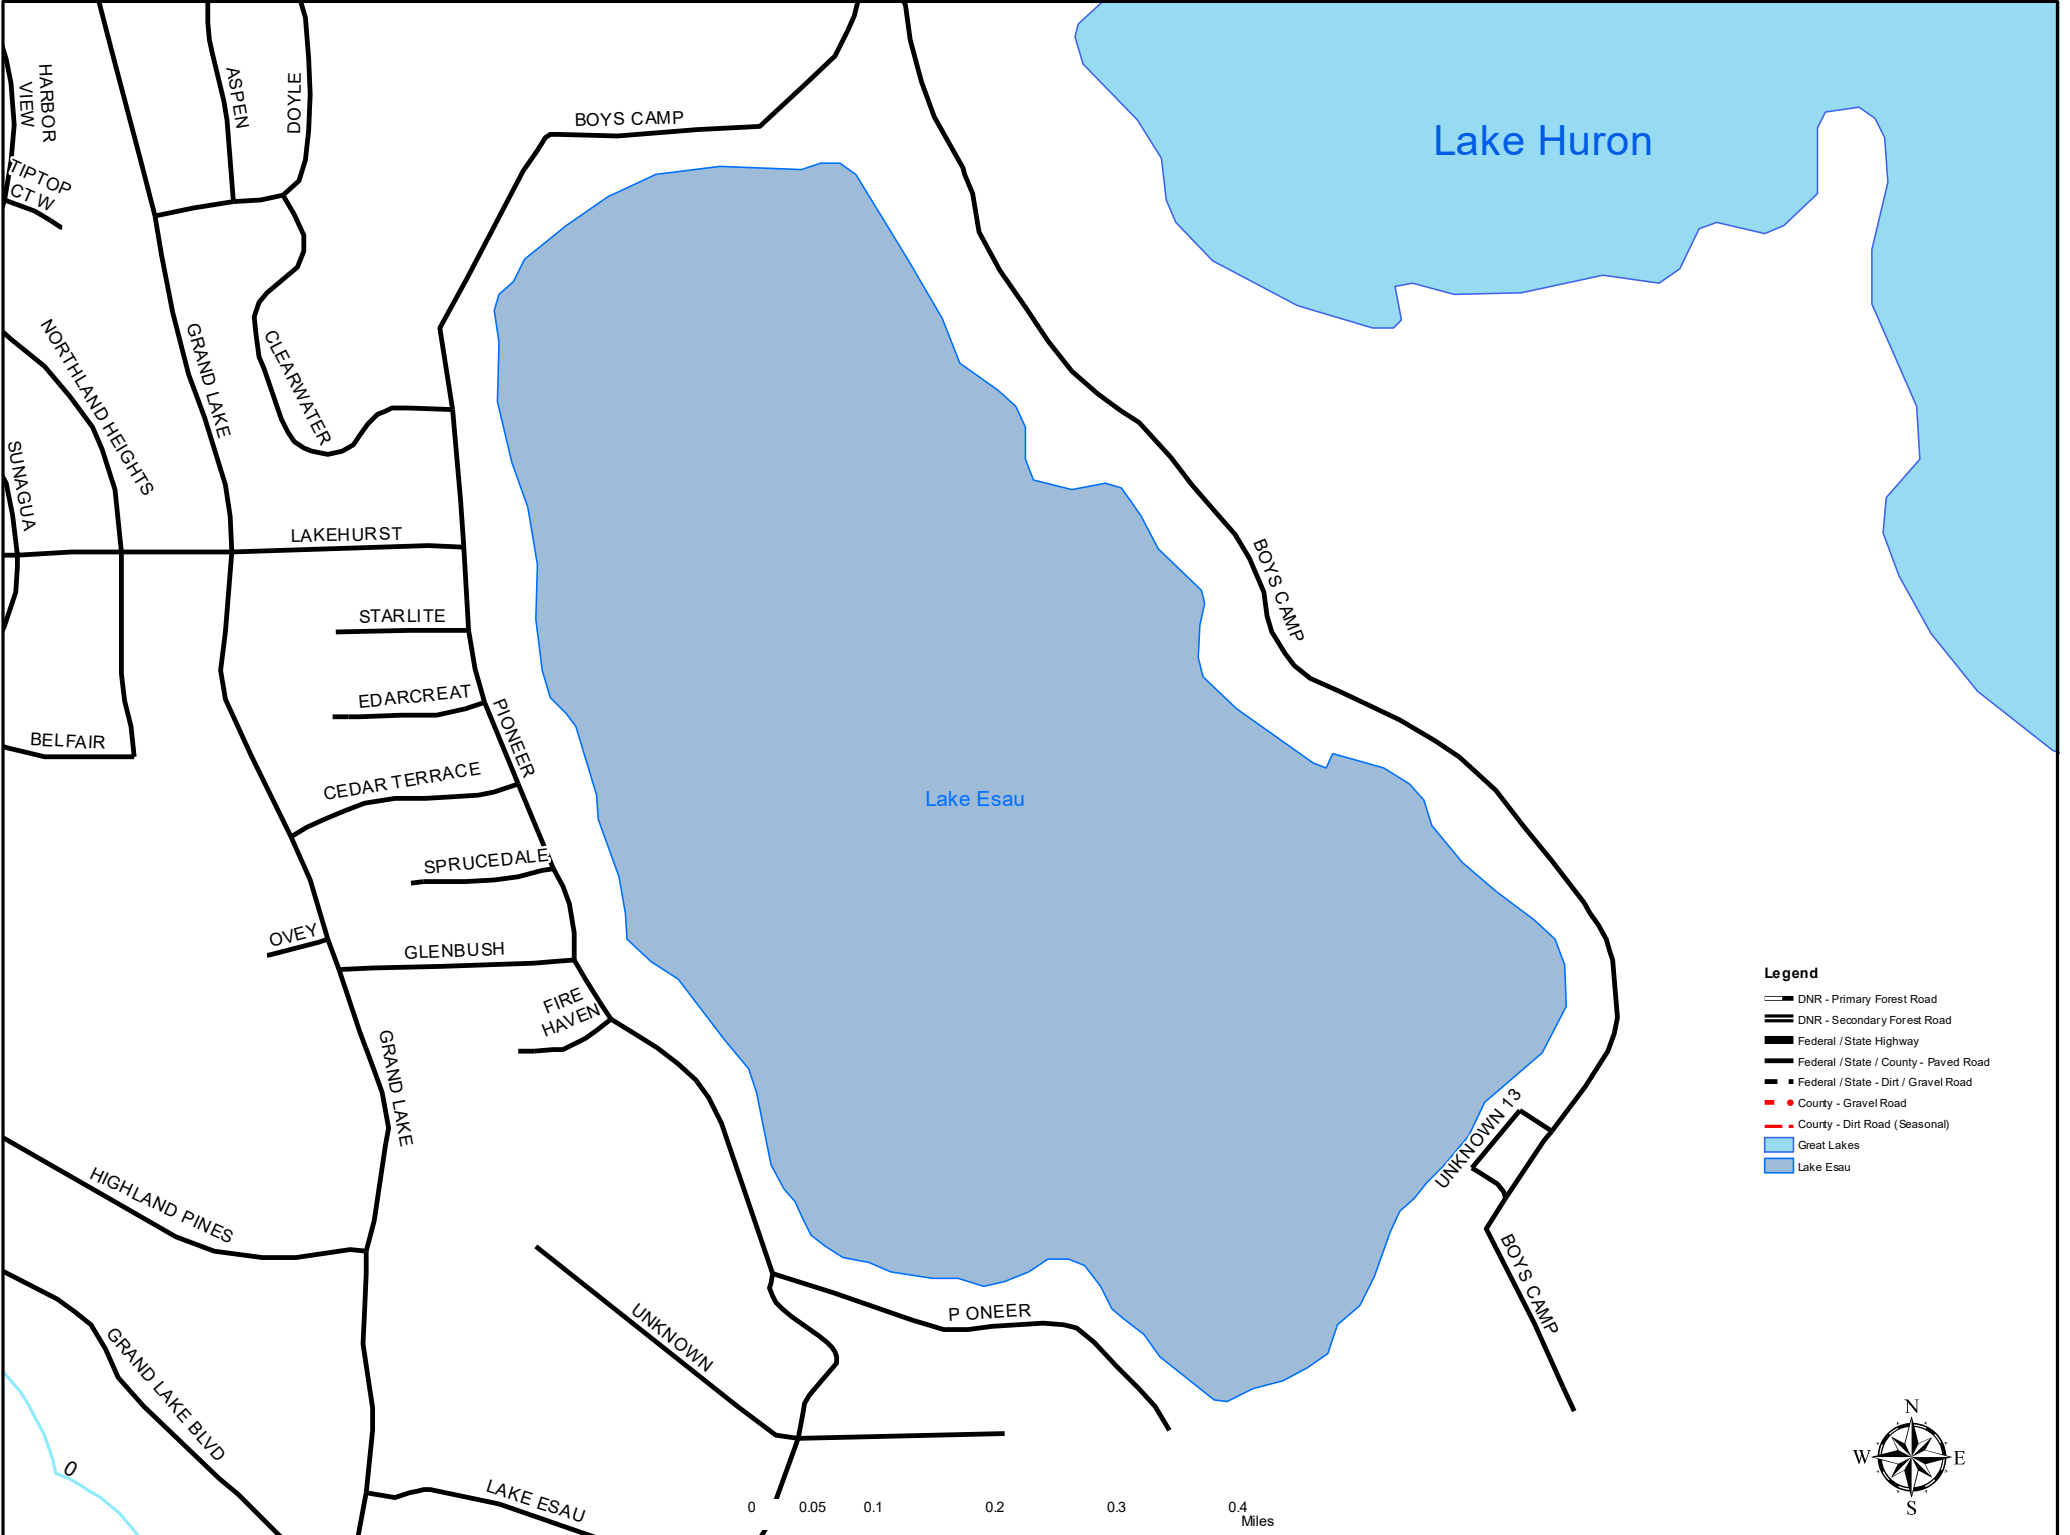 HARBOR
VIEW
ASPEN
DOYLE
BOYS CAMP
Lake Huron
TIPTOP
CT W
NORTHLAND HEIGHTS
GRAND LAKE
CLEARWATER
SUNAGUA
LAKEHURST
BOYS CAMP
STARLITE
EDARCREAT
PIONEER
BELFAIR
CEDAR TERRACE
Lake Esau
SPRUCEDALE
OVEY
GLENBUSH
FIRE
HAVEN
GRAND LAKE
Legend
DNR - Primary Forest Road
DNR - Secondary Forest Road
Federal / State Highway
Federal / State / County - Paved Road
Federal / State - Dirt / Gravel Road
County - Gravel Road
County - Dirt Road (Seasonal)
Great Lakes
Lake Esau
UNKNOWN 13
HIGHLAND PINES
BOYS CAMP
UNKNOWN
P ONEER
GRAND LAKE BLVD
0
LAKE ESAU
0 0.05 0.1 0.2 0.3 0.4
Miles
N
W E
S